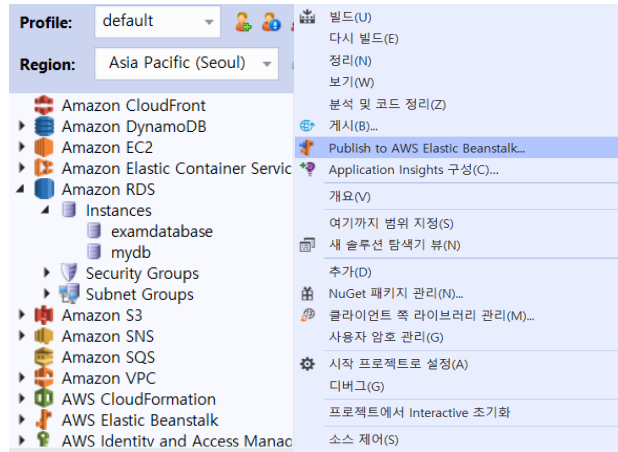 Profile:
default
Region:
Asia Pacific (Seoul)
Amazon CloudFront
Amazon DynamoDB
Amazon EC2
Amazon Elastic Container Servic
Amazon RDS
Instances
examdatabase
mydb
Security Groups
Subnet Groups
Amazon S3
Amazon SNS
Amazon SQS
Amazon VPC
AWS CloudFormation
AWS Elastic Beanstalk
AWS Identity and Access Manag
빌드(U)
다시 빌드(E)
정리(N)
보기(W)
분석 및 코드 정리(Z)
게시(B)...
Publish to AWS Elastic Beanstalk...
Application Insights 구성(C)...
개요(V)
여기까지 범위 지정(S)
새 솔루션 탐색기 뷰(N)
추가(D)
NuGet 패키지 관리(N)...
클라이언트 쪽 라이브러리 관리(M)...
사용자 암호 관리(G)
시작 프로젝트로 설정(A)
디버그(G)
프로젝트에서 Interactive 초기화
소스 제어(S)